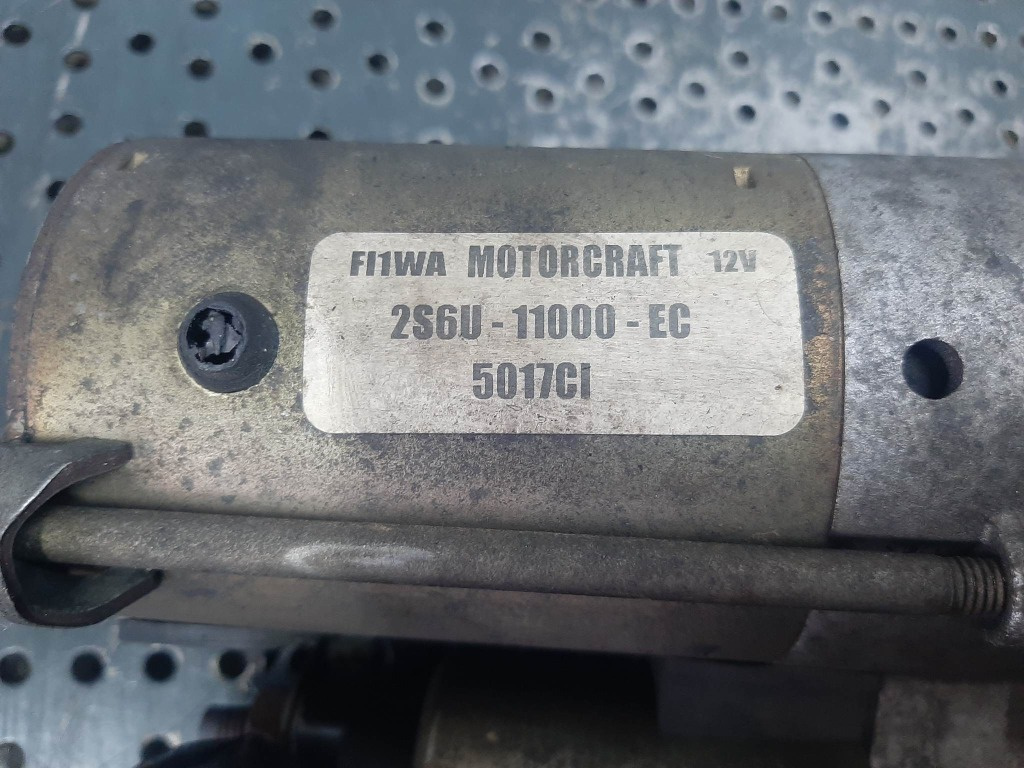 FI1WA MOTORCRAFT 12V
2S6U - 11000 - EC
5017CI